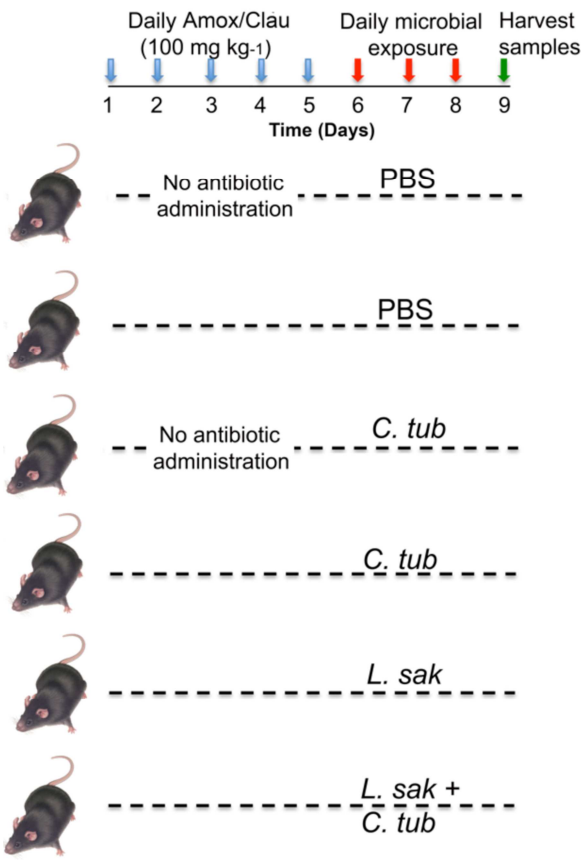 Daily Amox/Clau
(100 mg kg-1)
Daily microbial
exposure
Harvest
samples
1 2 3 4 5 6 7 8 9
Time (Days)
No antibiotic
administration
PBS
PBS
No antibiotic
administration
C. tub
C. tub
L. sak
L. sak +
C. tub